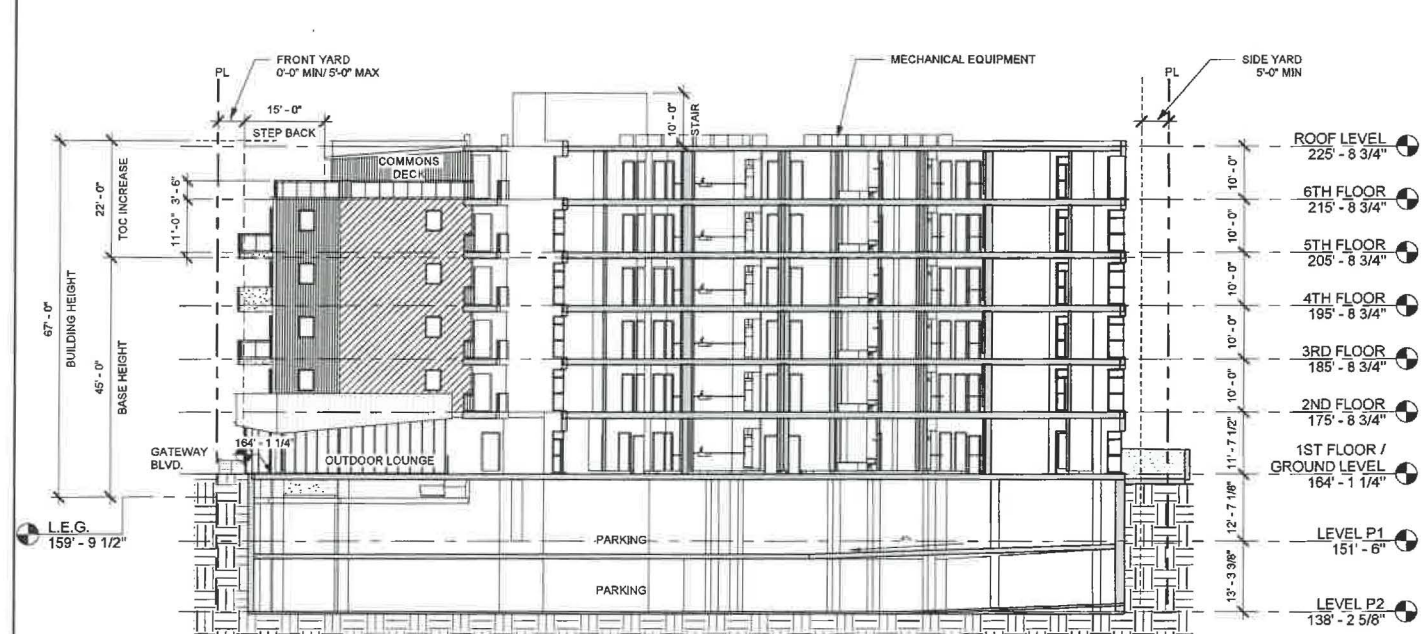 FRONT YARD
0'-0" MIN/ 5'-0" MAX
MECHANICAL EQUIPMENT
SIDE YARD
5'-0" MIN
PL
PL
15' - 0"
STEP BACK
10' - 0"
STAIR
COMMONS
DECK
ROOF LEVEL
225' - 8 3/4"
10' - 0"
6TH FLOOR
215' - 8 3/4"
10' - 0"
5TH FLOOR
205' - 8 3/4"
10' - 0"
4TH FLOOR
195' - 8 3/4"
10' - 0"
3RD FLOOR
185' - 8 3/4"
10' - 0"
2ND FLOOR
175' - 8 3/4"
11' - 7 1/2"
1ST FLOOR /
GROUND LEVEL
164' - 1 1/4"
12' - 7 1/8"
LEVEL P1
151' - 6"
13' - 3 3/8"
LEVEL P2
138' - 2 5/8"
67' - 0"
BUILDING HEIGHT
22' - 0"
TOC INCREASE
3' - 6"
11'-0"
45' - 0"
BASE HEIGHT
GATEWAY
BLVD.
164' - 1 1/4"
OUTDOOR LOUNGE
L.E.G.
159' - 9 1/2"
PARKING
PARKING